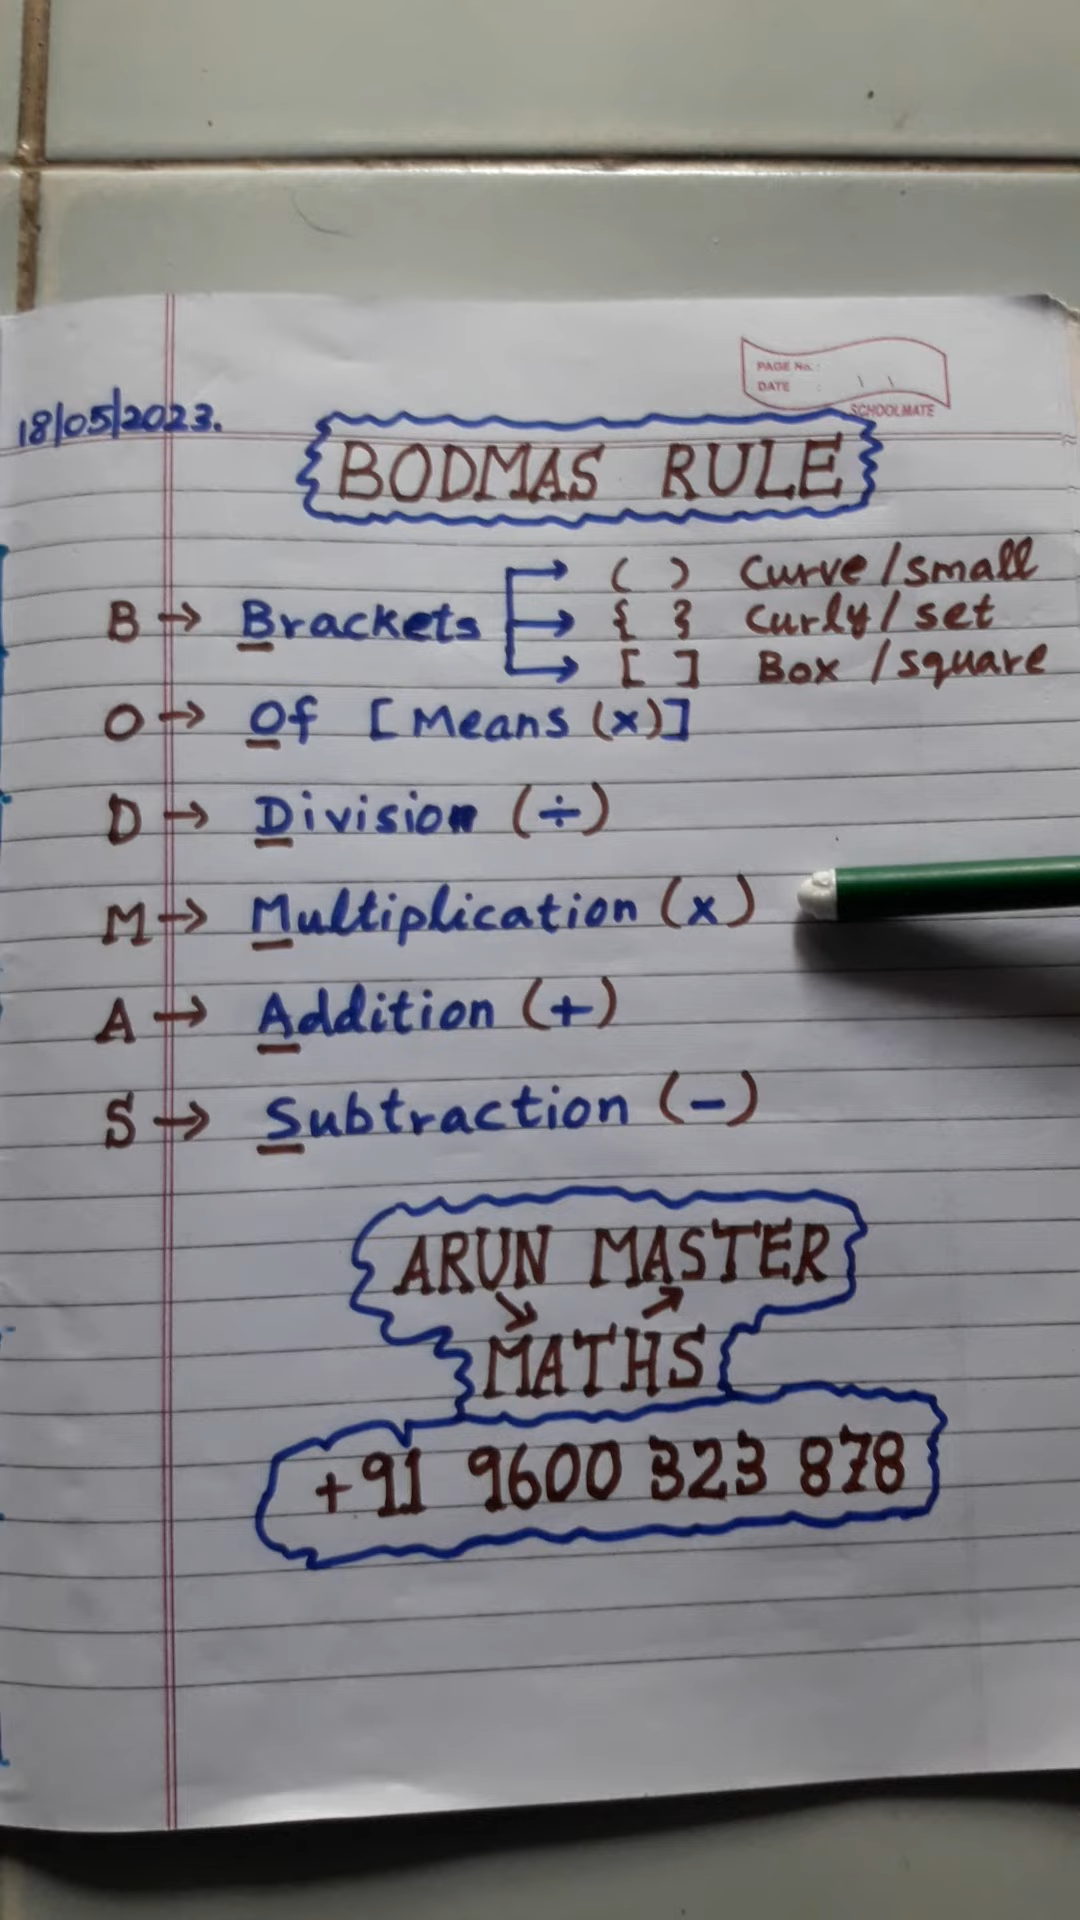 PAGE No. :
DATE : \ \
SCHOOLMATE
18/05/2023.
BODMAS RULE
( ) Curve/small
B → Brackets → { } Curly/set
[ ] Box/square
O → Of [Means (x)]
D → Division (÷)
M → Multiplication (x)
A → Addition (+)
S → Subtraction (-)
ARUN MASTER
MATHS
+91 9600 323 878